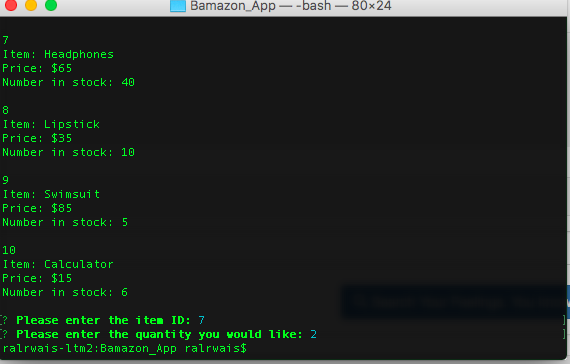 Bamazon_App — -bash — 80×24
7
Item: Headphones
Price: $65
Number in stock: 40
8
Item: Lipstick
Price: $35
Number in stock: 10
9
Item: Swimsuit
Price: $85
Number in stock: 5
10
Item: Calculator
Price: $15
Number in stock: 6
[? Please enter the item ID: 7 ]
[? Please enter the quantity you would like: 2 ]
ralrwais-ltm2:Bamazon_App ralrwais$